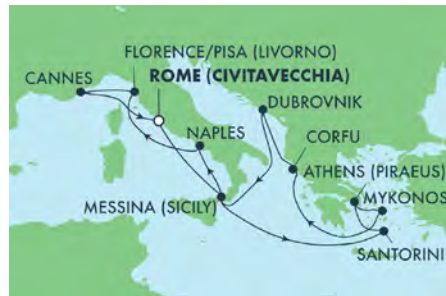 FLORENCE/PISA (LIVORNO)
CANNES
ROME (CIVITAVECCHIA)
DUBROVNIK
NAPLES
CORFU
ATHENS (PIRAEUS)
MYKONOS
MESSINA (SICILY)
SANTORINI